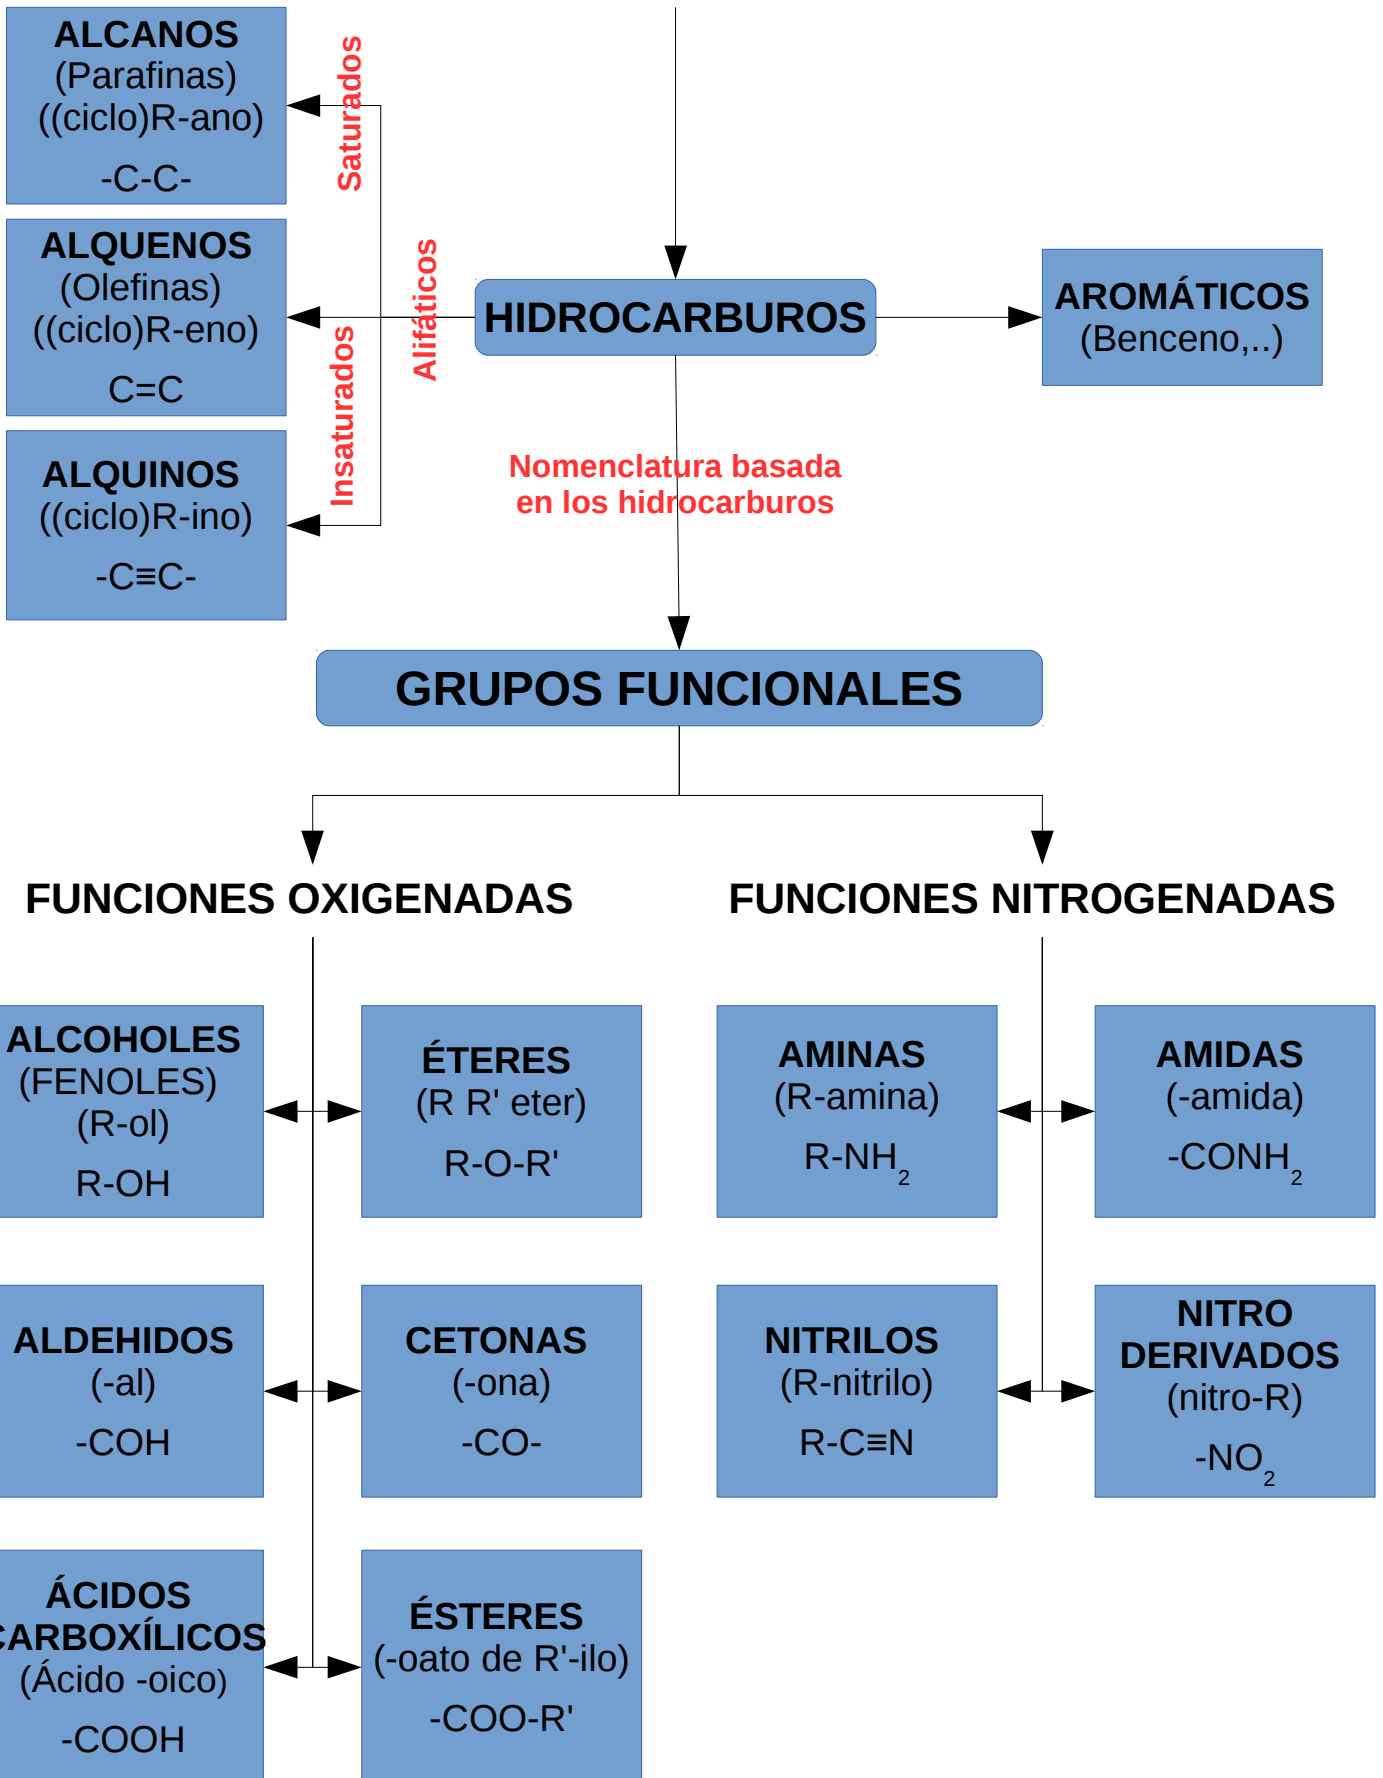 ALCANOS
(Parafinas)
((ciclo)R-ano)
-C-C-
Saturados
ALQUENOS
(Olefinas)
((ciclo)R-eno)
C=C
Alifáticos
Insaturados
ALQUINOS
((ciclo)R-ino)
-C≡C-
HIDROCARBUROS
AROMÁTICOS
(Benceno,..)
Nomenclatura basada
en los hidrocarburos
GRUPOS FUNCIONALES
FUNCIONES OXIGENADAS
ALCOHOLES
(FENOLES)
(R-ol)
R-OH
ÉTERES
(R R' eter)
R-O-R'
ALDEHIDOS
(-al)
-COH
CETONAS
(-ona)
-CO-
ÁCIDOS
CARBOXÍLICOS
(Ácido -oico)
-COOH
ÉSTERES
(-oato de R'-ilo)
-COO-R'
FUNCIONES NITROGENADAS
AMINAS
(R-amina)
R-NH₂
AMIDAS
(-amida)
-CONH₂
NITRILOS
(R-nitrilo)
R-C≡N
NITRO
DERIVADOS
(nitro-R)
-NO₂